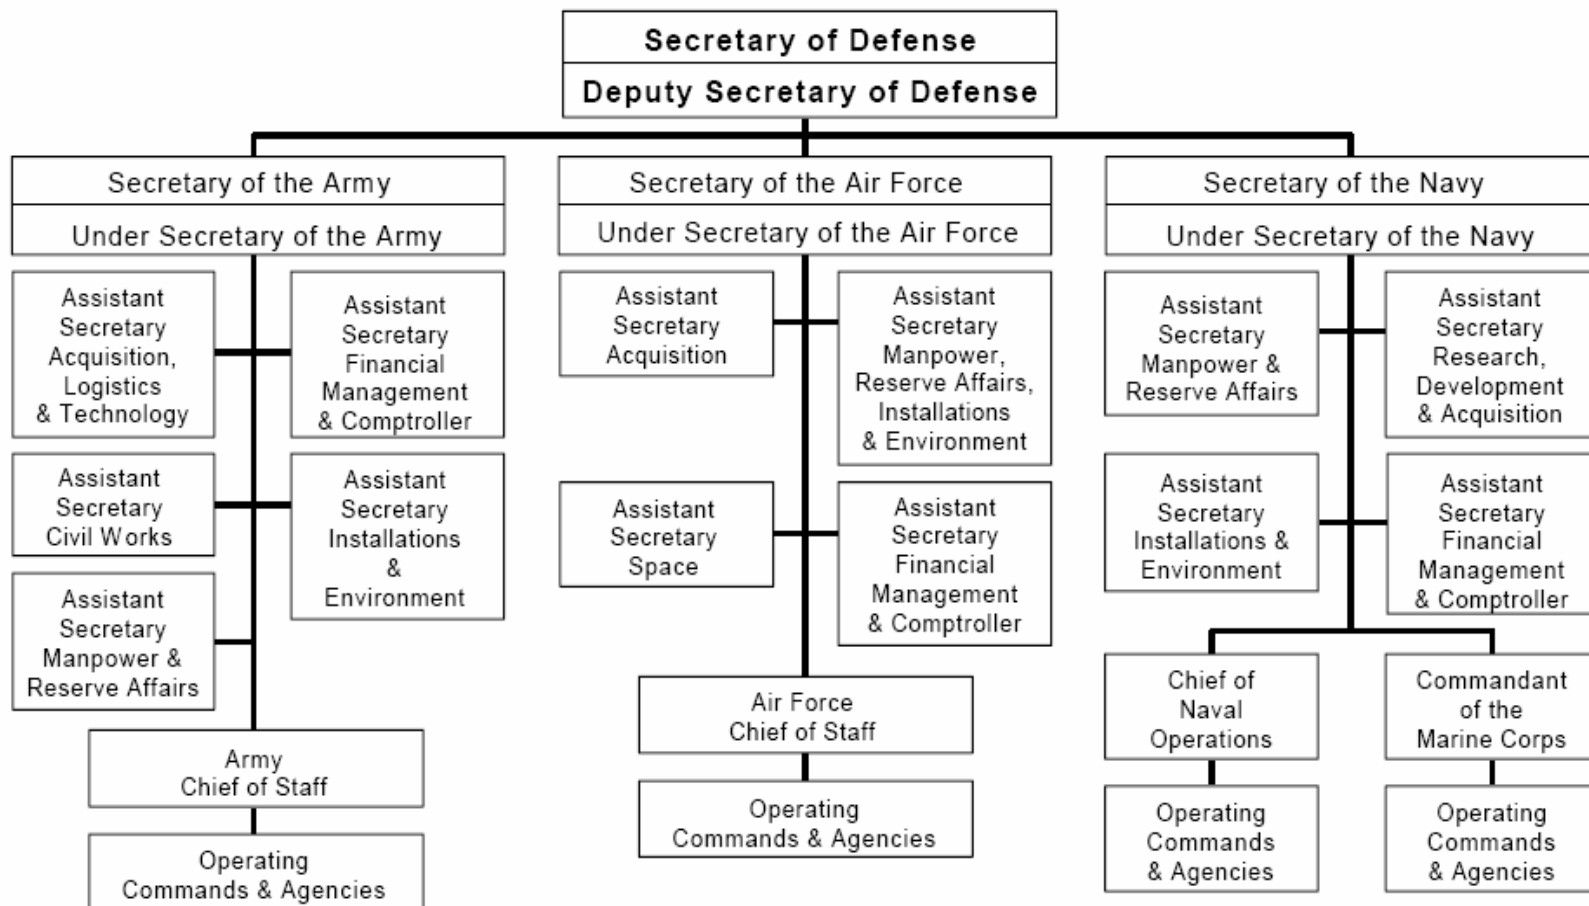 Secretary of Defense
Deputy Secretary of Defense
Secretary of the Army
Under Secretary of the Army
Assistant
Secretary
Acquisition,
Logistics
& Technology
Assistant
Secretary
Financial
Management
& Comptroller
Assistant
Secretary
Civil Works
Assistant
Secretary
Installations
&
Environment
Assistant
Secretary
Manpower &
Reserve Affairs
Army
Chief of Staff
Operating
Commands & Agencies
Secretary of the Air Force
Under Secretary of the Air Force
Assistant
Secretary
Acquisition
Assistant
Secretary
Manpower,
Reserve Affairs,
Installations
& Environment
Assistant
Secretary
Space
Assistant
Secretary
Financial
Management
& Comptroller
Air Force
Chief of Staff
Operating
Commands & Agencies
Secretary of the Navy
Under Secretary of the Navy
Assistant
Secretary
Manpower &
Reserve Affairs
Assistant
Secretary
Research,
Development
& Acquisition
Assistant
Secretary
Installations &
Environment
Assistant
Secretary
Financial
Management
& Comptroller
Chief of
Naval
Operations
Commandant
of the
Marine Corps
Operating
Commands
& Agencies
Operating
Commands
& Agencies